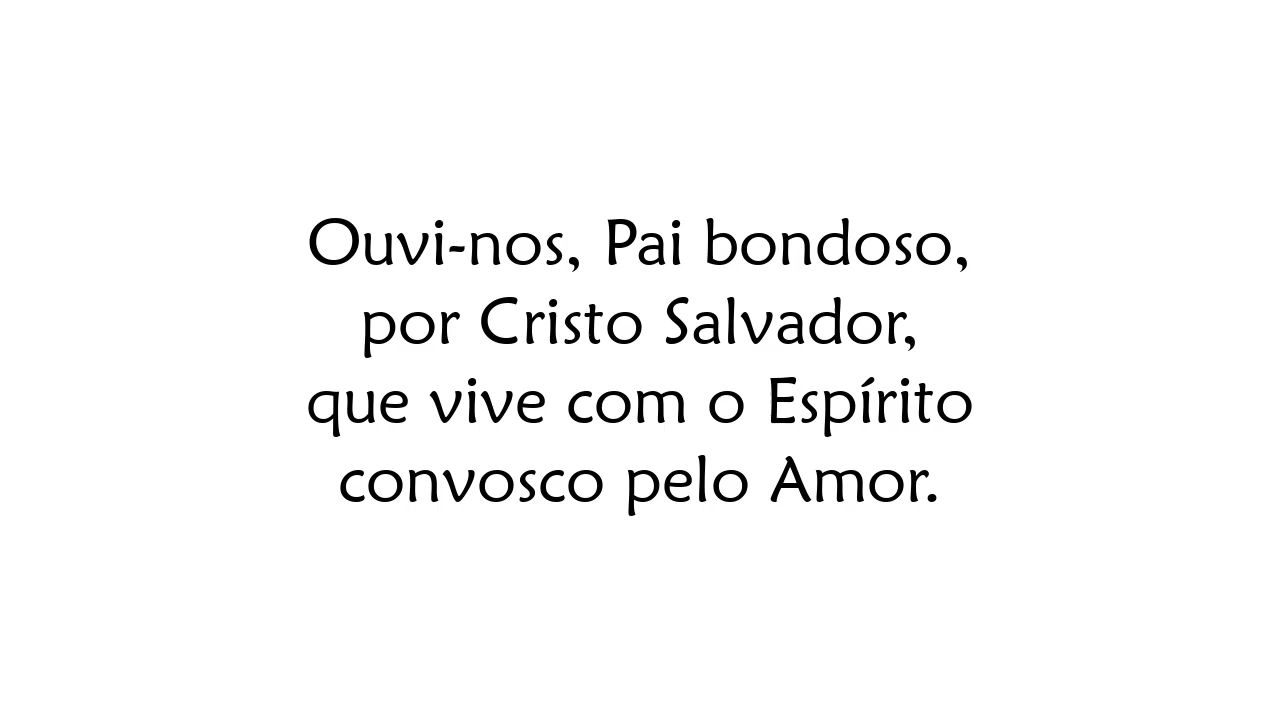 Ouvi-nos, Pai bondoso,
por Cristo Salvador,
que vive com o Espírito
convosco pelo Amor.